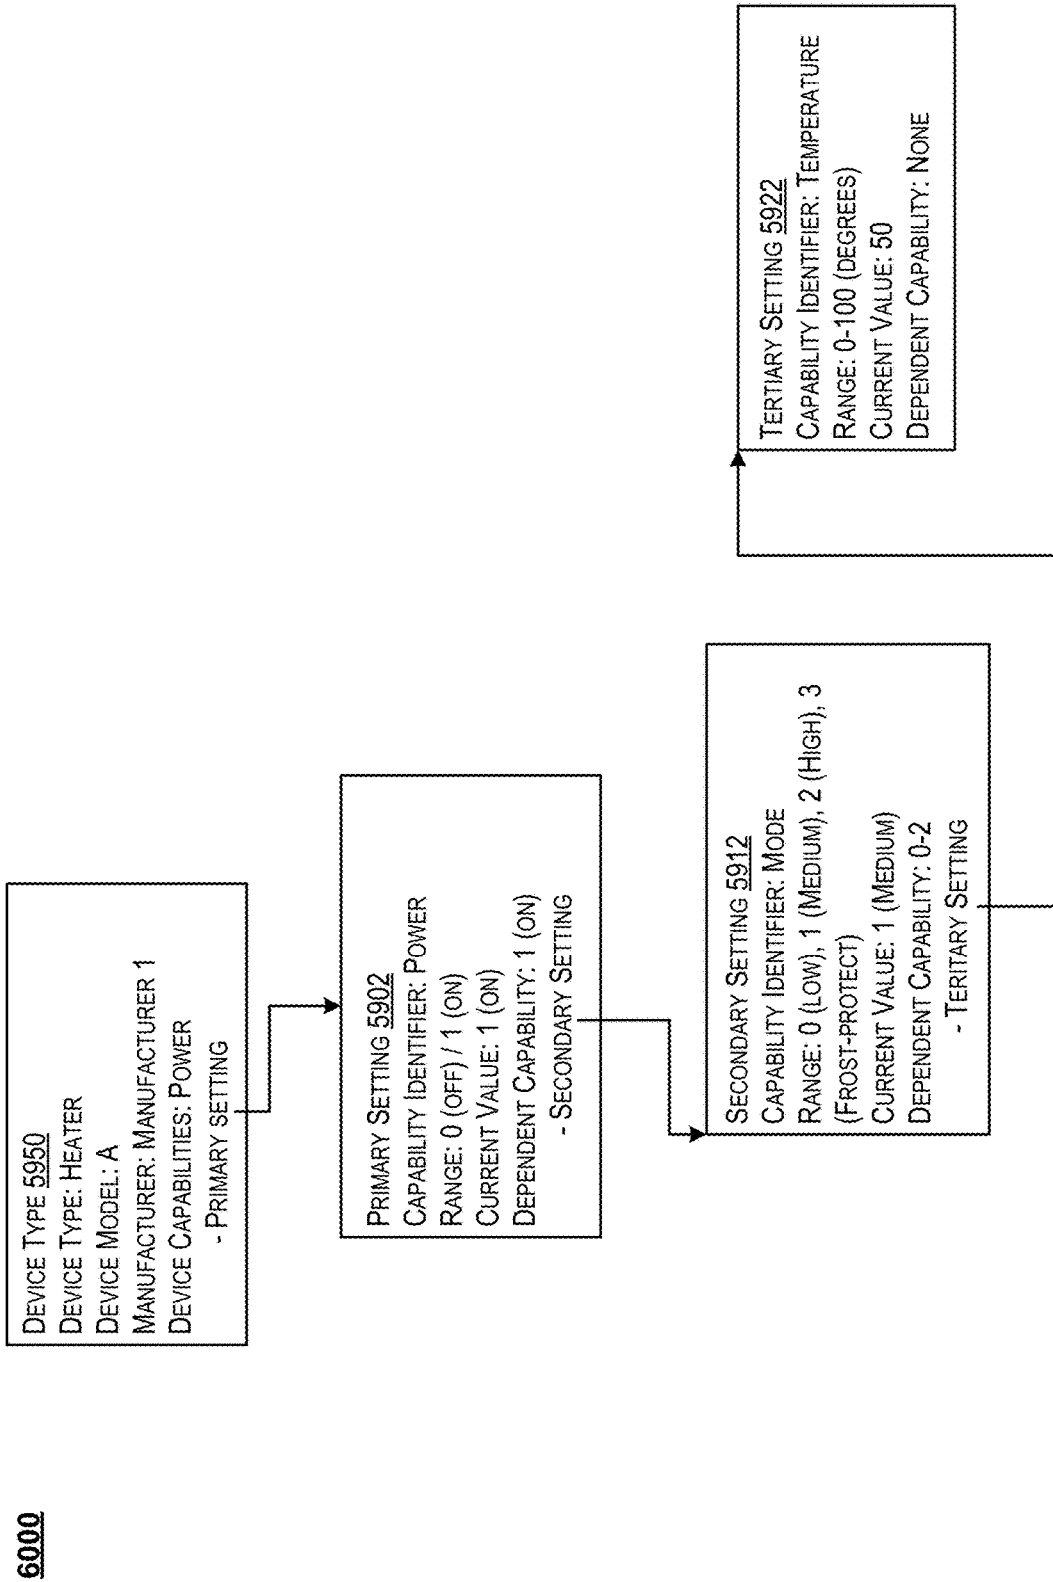 6000
DEVICE TYPE 5950
DEVICE TYPE: HEATER
DEVICE MODEL: A
MANUFACTURER: MANUFACTURER 1
DEVICE CAPABILITIES: POWER
- PRIMARY SETTING
PRIMARY SETTING 5902
CAPABILITY IDENTIFIER: POWER
RANGE: 0 (OFF) / 1 (ON)
CURRENT VALUE: 1 (ON)
DEPENDENT CAPABILITY: 1 (ON)
- SECONDARY SETTING
SECONDARY SETTING 5912
CAPABILITY IDENTIFIER: MODE
RANGE: 0 (LOW), 1 (MEDIUM), 2 (HIGH), 3
(FROST-PROTECT)
CURRENT VALUE: 1 (MEDIUM)
DEPENDENT CAPABILITY: 0-2
- TERITARY SETTING
TERTIARY SETTING 5922
CAPABILITY IDENTIFIER: TEMPERATURE
RANGE: 0-100 (DEGREES)
CURRENT VALUE: 50
DEPENDENT CAPABILITY: NONE